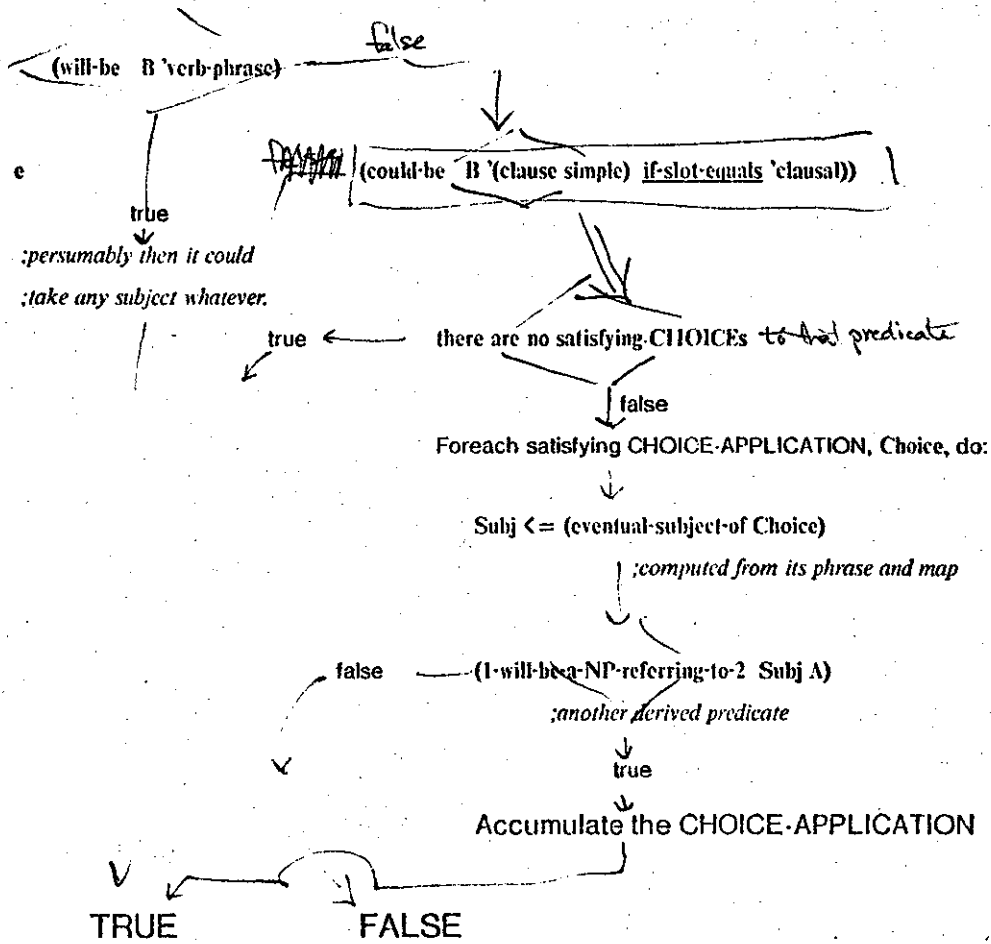 false
(will-be B 'verb-phrase)
e
(could-be B '(clause simple) if-slot-equals 'clausal))
true
;persumably then it could
;take any subject whatever.
true
there are no satisfying CHOICEs to that predicate
false
Foreach satisfying CHOICE-APPLICATION, Choice, do:
Subj <= (eventual-subject-of Choice)
;computed from its phrase and map
false
(1-will-be-a-NP-referring-to-2 Subj A)
;another derived predicate
true
Accumulate the CHOICE-APPLICATION
TRUE FALSE